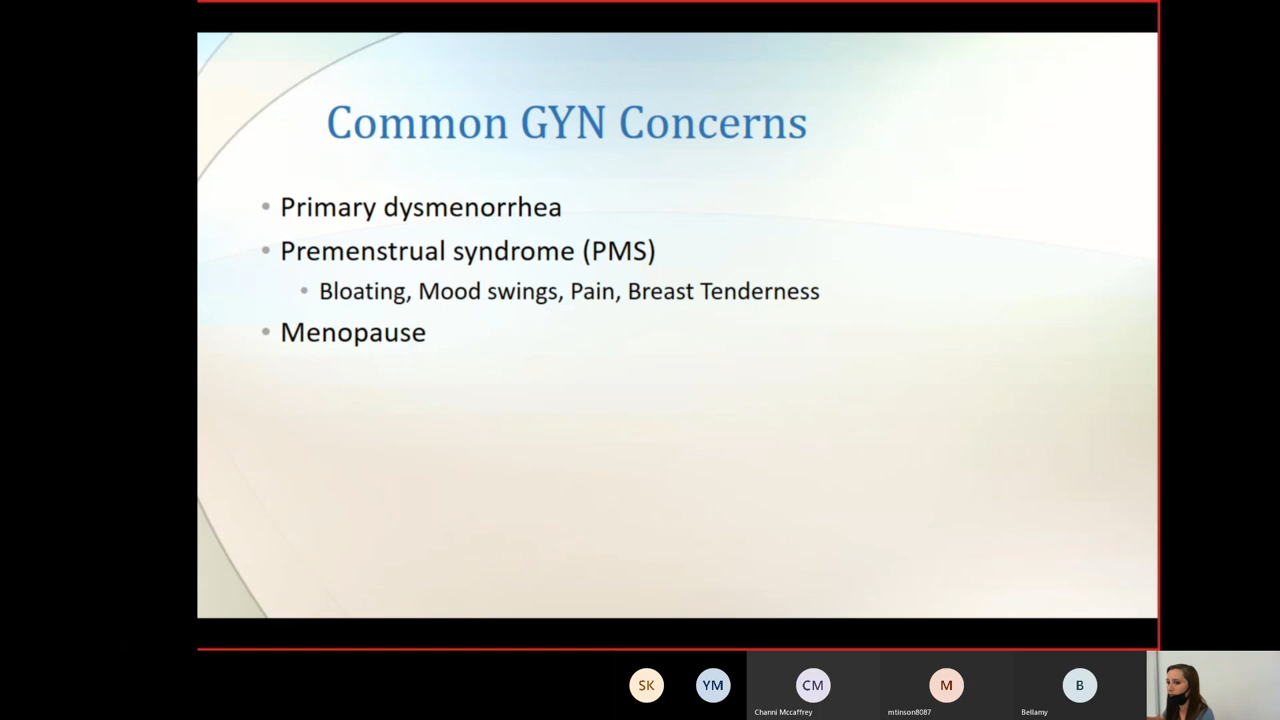 Common GYN Concerns
• Primary dysmenorrhea
• Premenstrual syndrome (PMS)
• Bloating, Mood swings, Pain, Breast Tenderness
• Menopause
SK
YM
CM
M
B
Channi Mccaffrey
mtinson8087
Bellamy